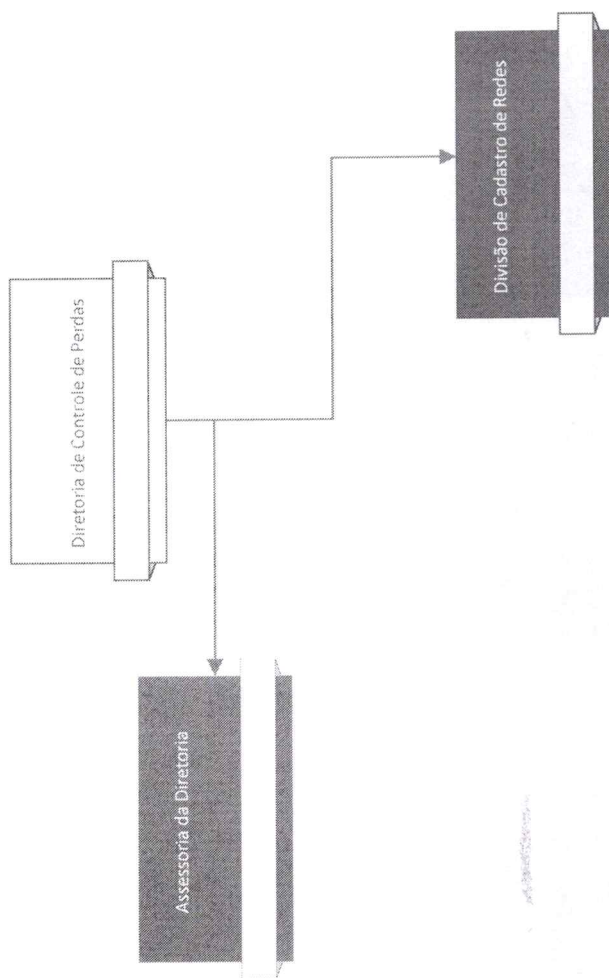 Diretoria de Controle de Perdas
Assessoria da Diretoria
Divisão de Cadastro de Redes